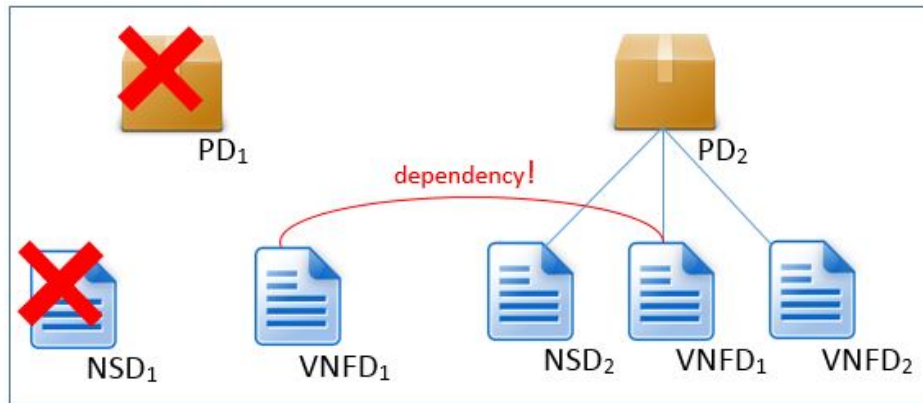 PD₁
PD₂
dependency!
NSD₁
VNFD₁
NSD₂
VNFD₁
VNFD₂